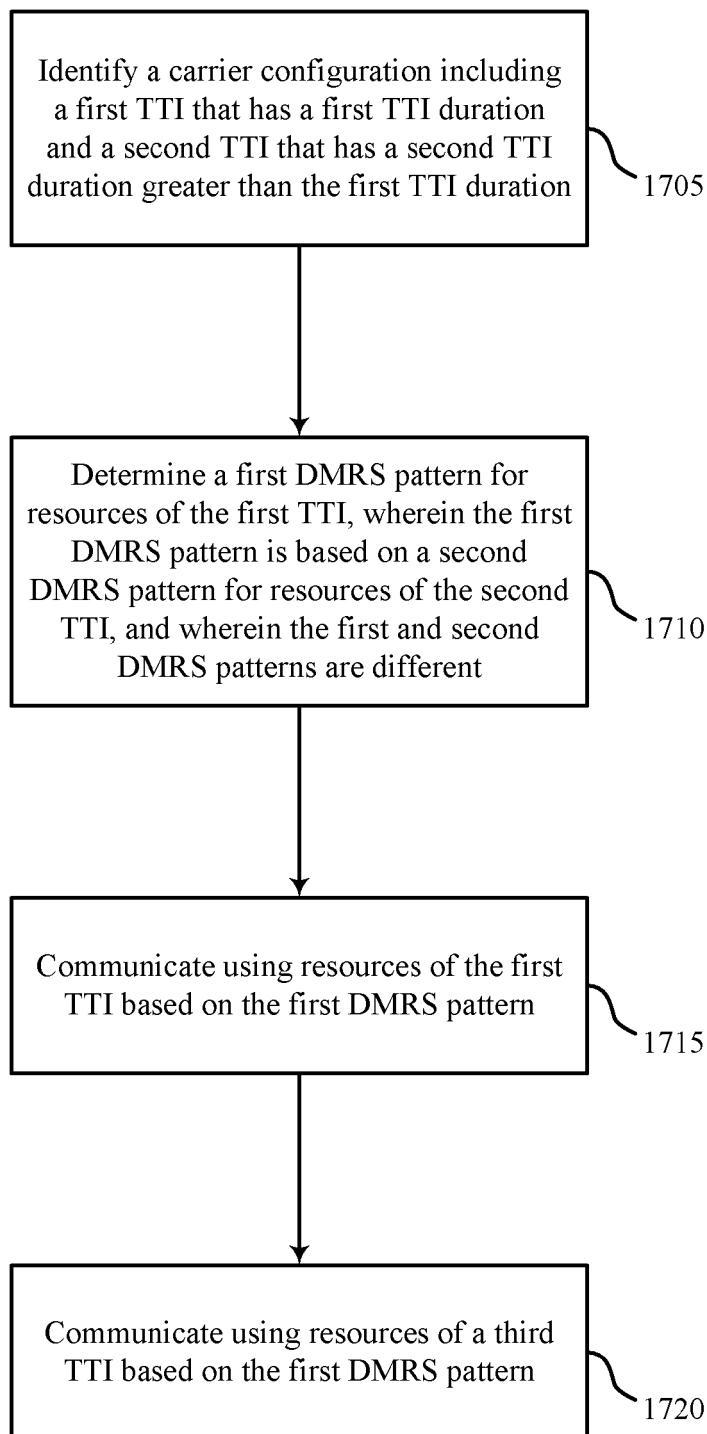 Identify a carrier configuration including
a first TTI that has a first TTI duration
and a second TTI that has a second TTI
duration greater than the first TTI duration
1705
Determine a first DMRS pattern for
resources of the first TTI, wherein the first
DMRS pattern is based on a second
DMRS pattern for resources of the second
TTI, and wherein the first and second
DMRS patterns are different
1710
Communicate using resources of the first
TTI based on the first DMRS pattern
1715
Communicate using resources of a third
TTI based on the first DMRS pattern
1720